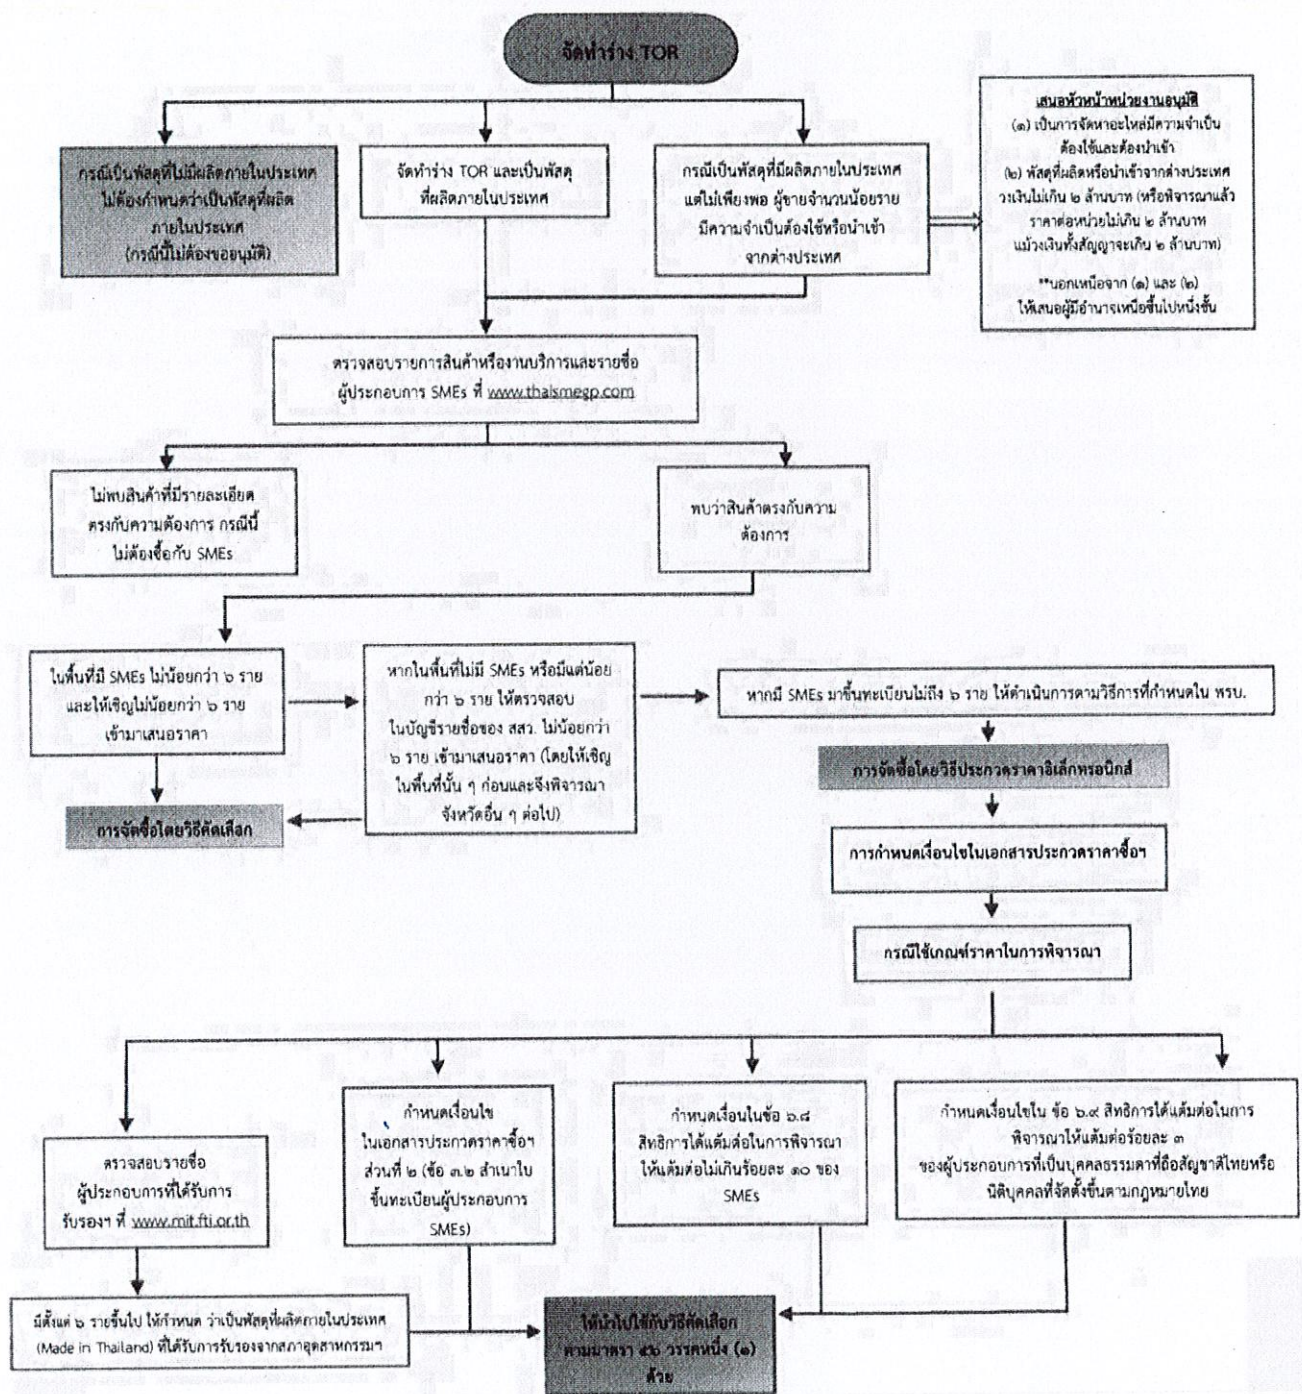 จัดทำร่าง TOR
กรณีเป็นพัสดุที่ไม่มีผลิตภายในประเทศ
ไม่ต้องกำหนดว่าเป็นพัสดุที่ผลิต
ภายในประเทศ
(กรณีนี้ไม่ต้องขออนุมัติ)
จัดทำร่าง TOR และเป็นพัสดุ
ที่ผลิตภายในประเทศ
กรณีเป็นพัสดุที่มีผลิตภายในประเทศ
แต่ไม่เพียงพอ ผู้ขายจำนวนน้อยราย
มีความจำเป็นต้องใช้หรือนำเข้า
จากต่างประเทศ
เสนอหัวหน้าหน่วยงานอนุมัติ
(๑) เป็นการจัดหาอะไหล่มีความจำเป็น
ต้องใช้และต้องนำเข้า
(๒) พัสดุที่ผลิตหรือนำเข้าจากต่างประเทศ
วงเงินไม่เกิน ๒ ล้านบาท (หรือพิจารณาแล้ว
ราคาต่อหน่วยไม่เกิน ๒ ล้านบาท
แม้วงเงินทั้งสัญญาจะเกิน ๒ ล้านบาท)
**นอกเหนือจาก (๑) และ (๒)
ให้เสนอผู้มีอำนาจเหนือขึ้นไปหนึ่งชั้น
ตรวจสอบรายการสินค้าหรืองานบริการและรายชื่อ
ผู้ประกอบการ SMEs ที่ www.thaismegp.com
ไม่พบสินค้าที่มีรายละเอียด
ตรงกับความต้องการ กรณีนี้
ไม่ต้องซื้อกับ SMEs
พบว่าสินค้าตรงกับความ
ต้องการ
ในพื้นที่มี SMEs ไม่น้อยกว่า ๖ ราย
และให้เชิญไม่น้อยกว่า ๖ ราย
เข้ามาเสนอราคา
หากในพื้นที่ไม่มี SMEs หรือมีแต่น้อย
กว่า ๖ ราย ให้ตรวจสอบ
ในบัญชีรายชื่อของ สสว. ไม่น้อยกว่า
๖ ราย เข้ามาเสนอราคา (โดยให้เชิญ
ในพื้นที่นั้น ๆ ก่อนและจึงพิจารณา
จังหวัดอื่น ๆ ต่อไป)
หากมี SMEs มาขึ้นทะเบียนไม่ถึง ๖ ราย ให้ดำเนินการตามวิธีการที่กำหนดใน พรบ.
การจัดซื้อโดยวิธีคัดเลือก
การจัดซื้อโดยวิธีประกวดราคาอิเล็กทรอนิกส์
การกำหนดเงื่อนไขในเอกสารประกวดราคาซื้อฯ
กรณีใช้เกณฑ์ราคาในการพิจารณา
ตรวจสอบรายชื่อ
ผู้ประกอบการที่ได้รับการ
รับรองฯ ที่ www.mit.fti.or.th
กำหนดเงื่อนไข
ในเอกสารประกวดราคาซื้อฯ
ส่วนที่ ๒ (ข้อ ๓.๒ สำเนาใบ
ขึ้นทะเบียนผู้ประกอบการ
SMEs)
กำหนดเงื่อนในข้อ ๖.๘
สิทธิการได้แต้มต่อในการพิจารณา
ให้แต้มต่อไม่เกินร้อยละ ๑๐ ของ
SMEs
กำหนดเงื่อนไขใน ข้อ ๖.๙ สิทธิการได้แต้มต่อในการ
พิจารณาให้แต้มต่อร้อยละ ๓
ของผู้ประกอบการที่เป็นบุคคลธรรมดาที่ถือสัญชาติไทยหรือ
นิติบุคคลที่จัดตั้งขึ้นตามกฎหมายไทย
มีตั้งแต่ ๖ รายขึ้นไป ให้กำหนด ว่าเป็นพัสดุที่ผลิตภายในประเทศ
(Made in Thailand) ที่ได้รับการรับรองจากสภาอุตสาหกรรมฯ
ให้นำไปใช้กับวิธีคัดเลือก
ตามมาตรา ๕๖ วรรคหนึ่ง (๑)
ด้วย